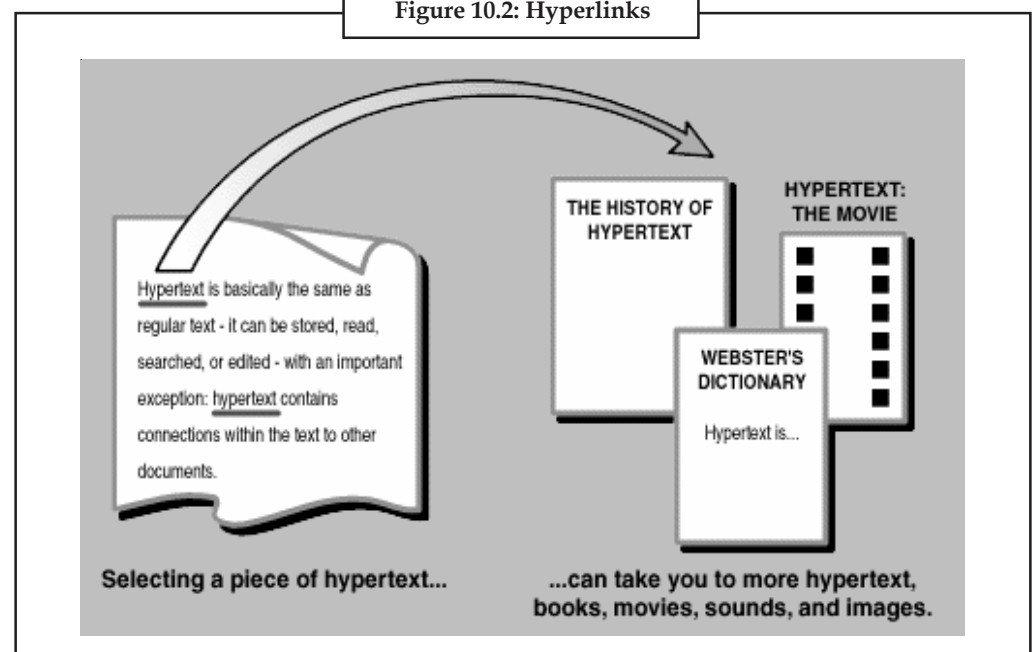 Figure 10.2: Hyperlinks
Hypertext is basically the same as
regular text - it can be stored, read,
searched, or edited - with an important
exception: hypertext contains
connections within the text to other
documents.
Selecting a piece of hypertext...
THE HISTORY OF
HYPERTEXT
HYPERTEXT:
THE MOVIE
WEBSTER'S
DICTIONARY
Hypertext is...
...can take you to more hypertext,
books, movies, sounds, and images.